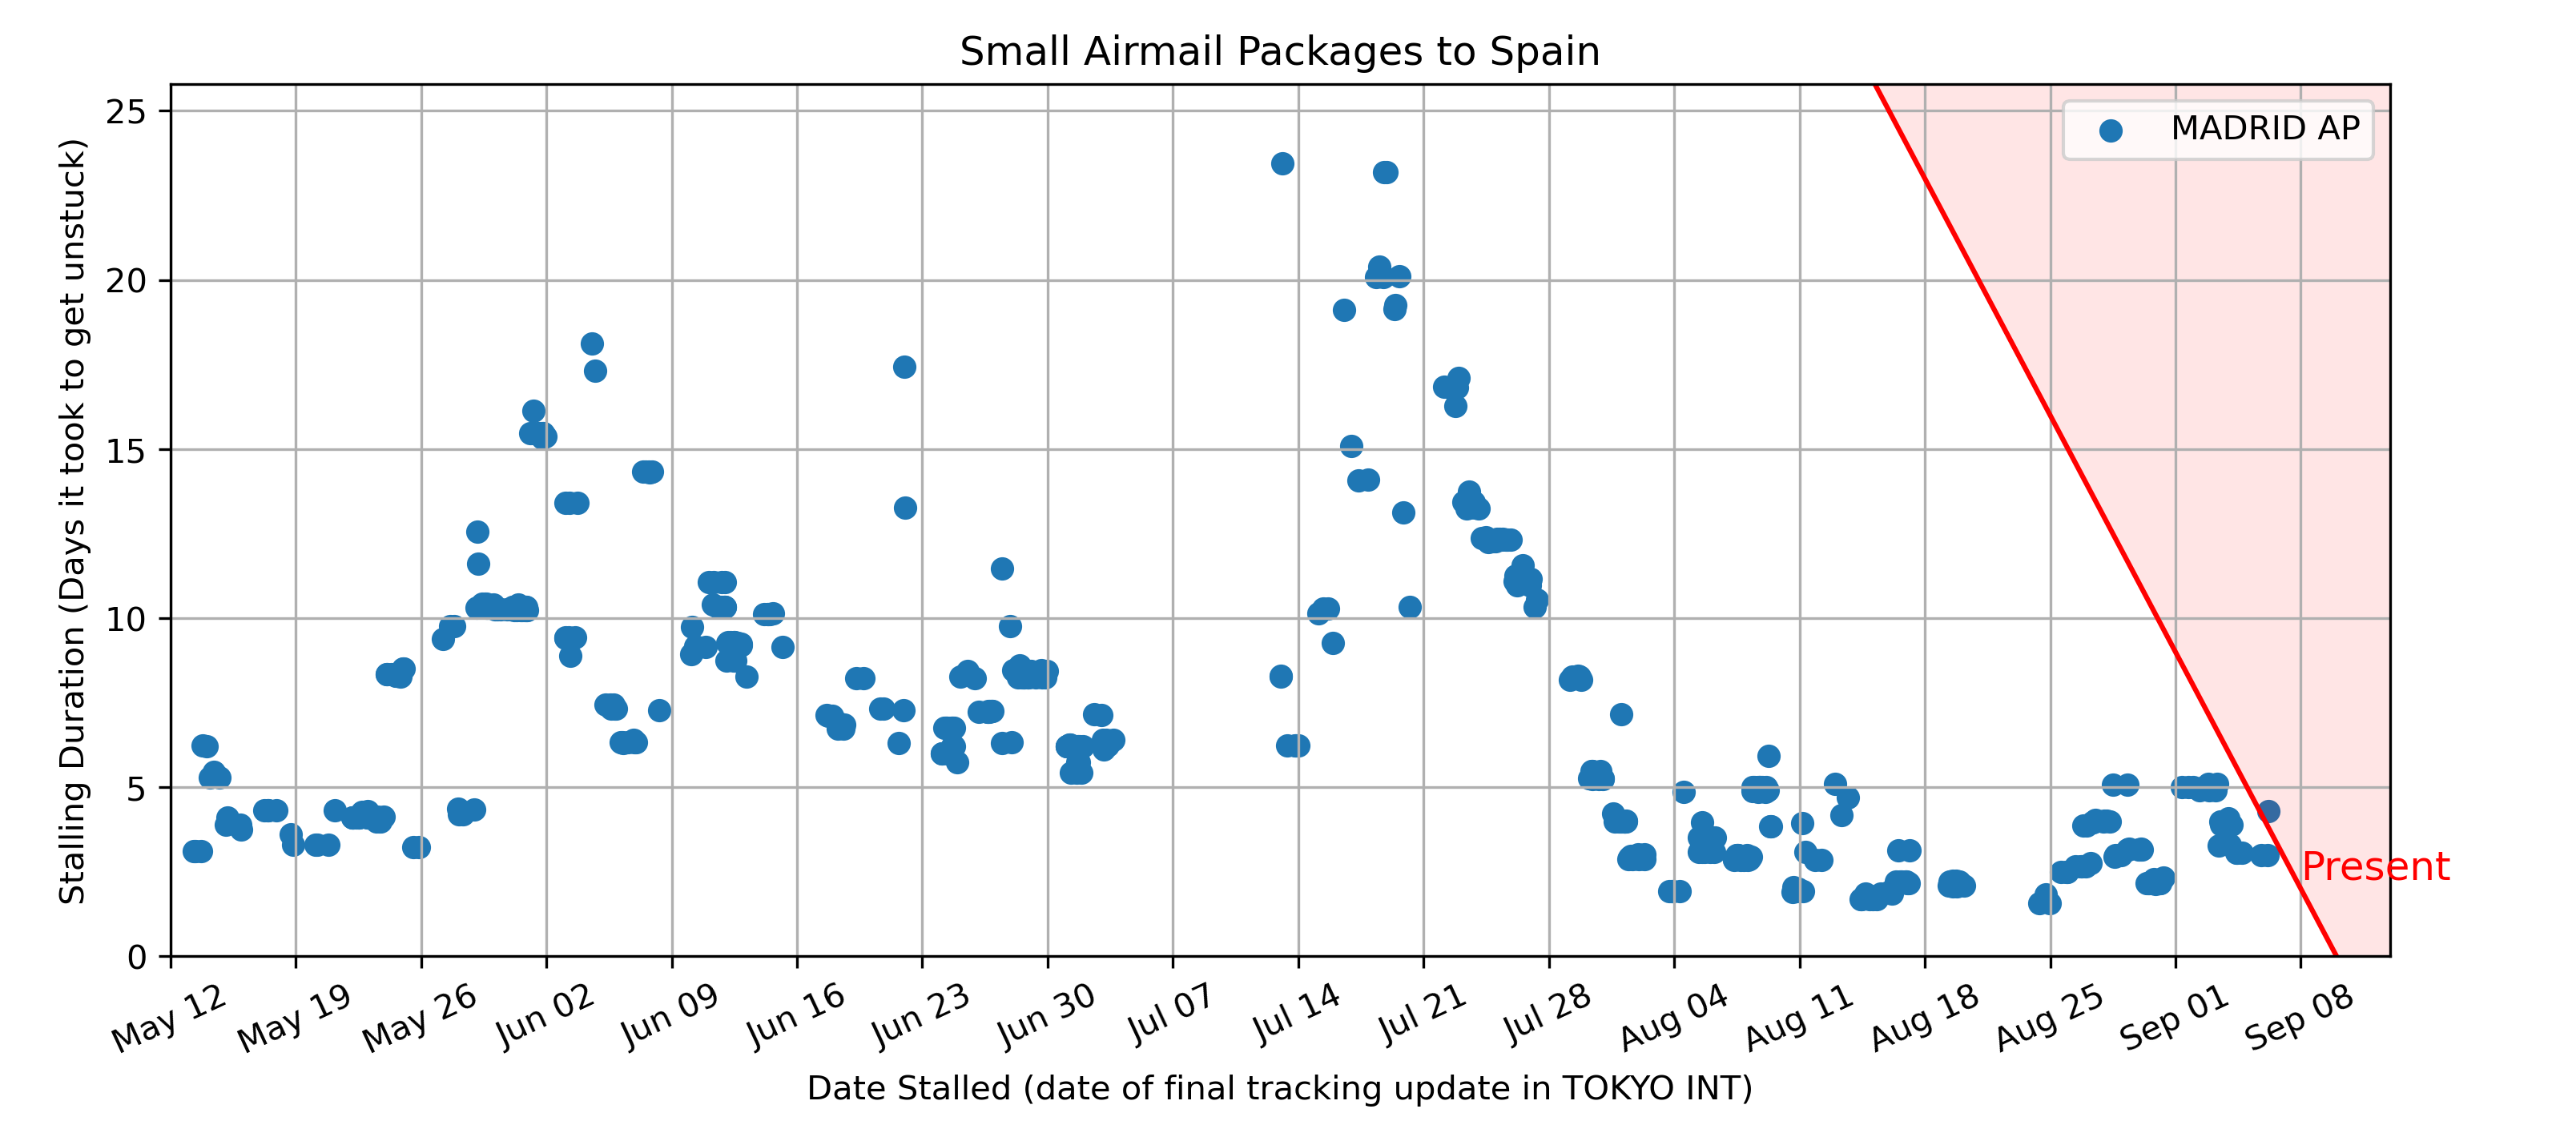 Small Airmail Packages to Spain
MADRID AP
Stalling Duration (Days it took to get unstuck)
25
20
15
10
5
0
Present
May 12
May 19
May 26
Jun 02
Jun 09
Jun 16
Jun 23
Jun 30
Jul 07
Jul 14
Jul 21
Jul 28
Aug 04
Aug 11
Aug 18
Aug 25
Sep 01
Sep 08
Date Stalled (date of final tracking update in TOKYO INT)